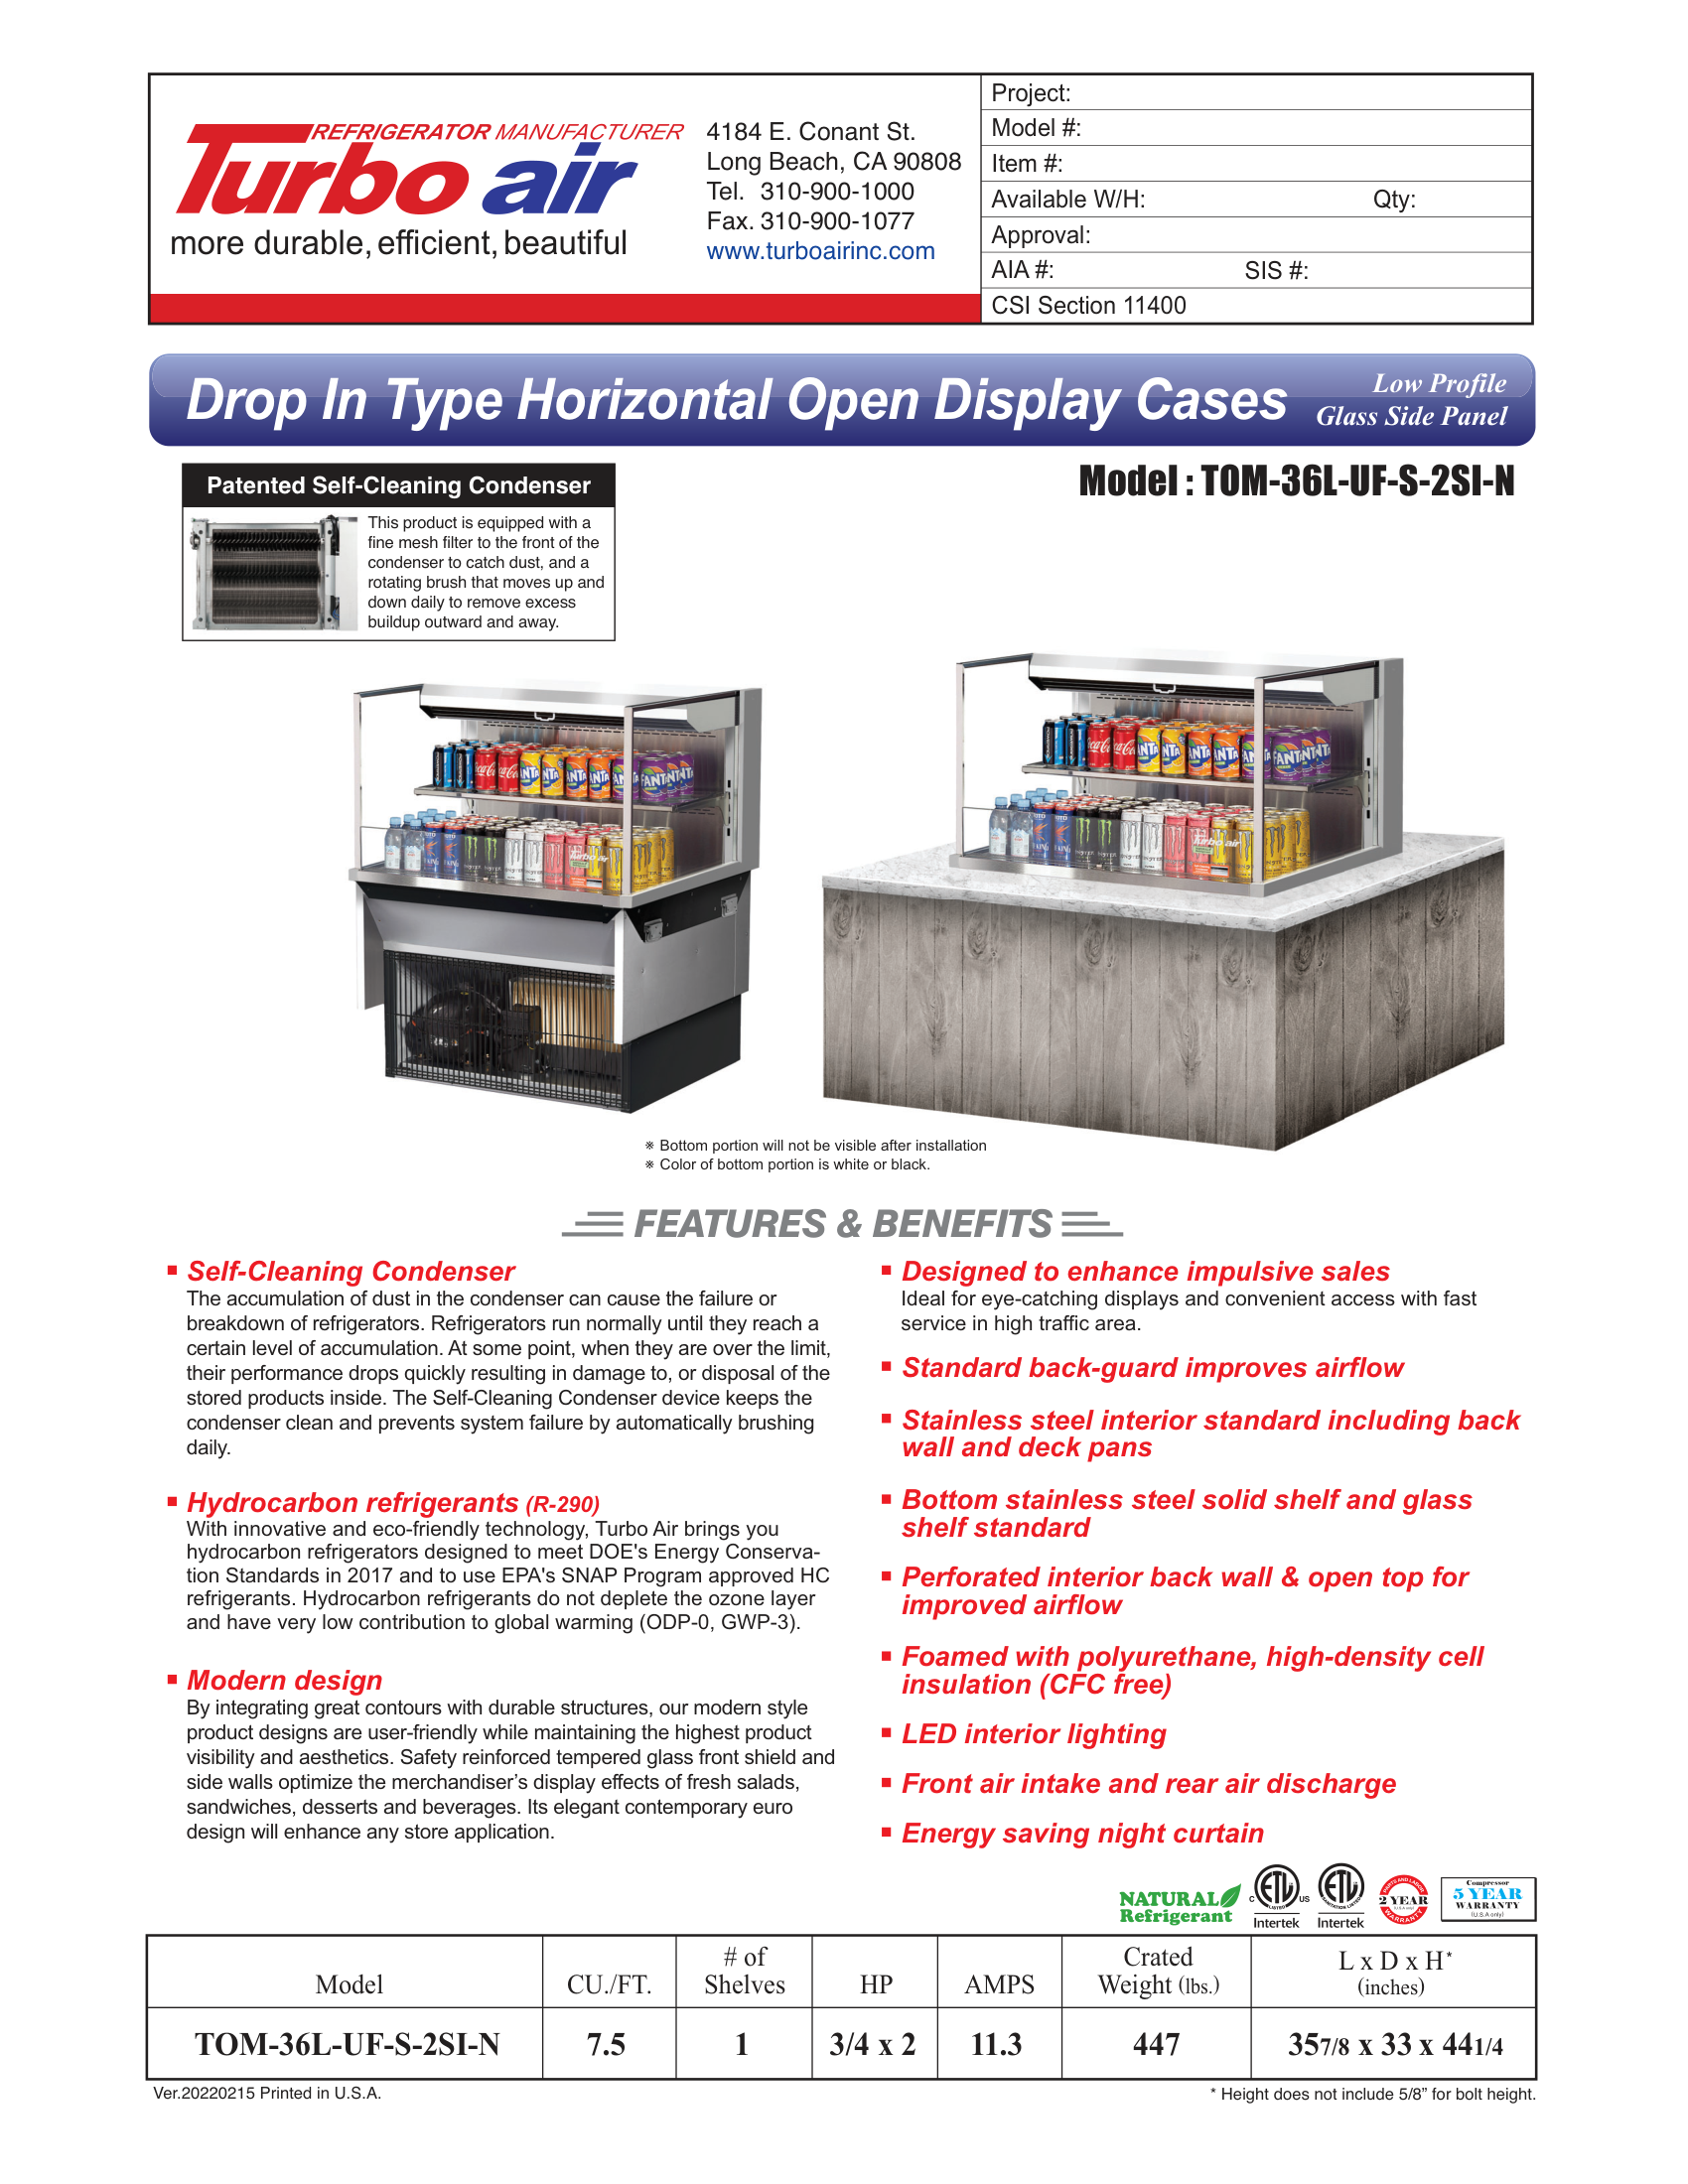 REFRIGERATOR MANUFACTURER
Turbo air
more durable, efficient, beautiful
4184 E. Conant St.
Long Beach, CA 90808
Tel. 310-900-1000
Fax. 310-900-1077
www.turboairinc.com
Project:
Model #:
Item #:
Available W/H: Qty:
Approval:
AIA #: SIS #:
CSI Section 11400
Drop In Type Horizontal Open Display Cases
Low Profile
Glass Side Panel
Model : TOM-36L-UF-S-2SI-N
Patented Self-Cleaning Condenser
This product is equipped with a
fine mesh filter to the front of the
condenser to catch dust, and a
rotating brush that moves up and
down daily to remove excess
buildup outward and away.
※ Bottom portion will not be visible after installation
※ Color of bottom portion is white or black.
FEATURES & BENEFITS
▪ Self-Cleaning Condenser
The accumulation of dust in the condenser can cause the failure or
breakdown of refrigerators. Refrigerators run normally until they reach a
certain level of accumulation. At some point, when they are over the limit,
their performance drops quickly resulting in damage to, or disposal of the
stored products inside. The Self-Cleaning Condenser device keeps the
condenser clean and prevents system failure by automatically brushing
daily.
▪ Hydrocarbon refrigerants (R-290)
With innovative and eco-friendly technology, Turbo Air brings you
hydrocarbon refrigerators designed to meet DOE's Energy Conserva-
tion Standards in 2017 and to use EPA's SNAP Program approved HC
refrigerants. Hydrocarbon refrigerants do not deplete the ozone layer
and have very low contribution to global warming (ODP-0, GWP-3).
▪ Modern design
By integrating great contours with durable structures, our modern style
product designs are user-friendly while maintaining the highest product
visibility and aesthetics. Safety reinforced tempered glass front shield and
side walls optimize the merchandiser's display effects of fresh salads,
sandwiches, desserts and beverages. Its elegant contemporary euro
design will enhance any store application.
▪ Designed to enhance impulsive sales
Ideal for eye-catching displays and convenient access with fast
service in high traffic area.
▪ Standard back-guard improves airflow
▪ Stainless steel interior standard including back
wall and deck pans
▪ Bottom stainless steel solid shelf and glass
shelf standard
▪ Perforated interior back wall & open top for
improved airflow
▪ Foamed with polyurethane, high-density cell
insulation (CFC free)
▪ LED interior lighting
▪ Front air intake and rear air discharge
▪ Energy saving night curtain
NATURAL
Refrigerant
C ETL US
LISTED
Intertek
ETL
SANITATION LISTED
Intertek
PARTS AND LABOR
2 YEAR
(U.S.A only)
WARRANTY
Compressor
5 YEAR
WARRANTY
(U.S.A only)
Model CU./FT. # of Shelves HP AMPS Crated Weight (lbs.) L x D x H* (inches)
TOM-36L-UF-S-2SI-N 7.5 1 3/4 x 2 11.3 447 357/8 x 33 x 441/4
Ver.20220215 Printed in U.S.A.
* Height does not include 5/8" for bolt height.